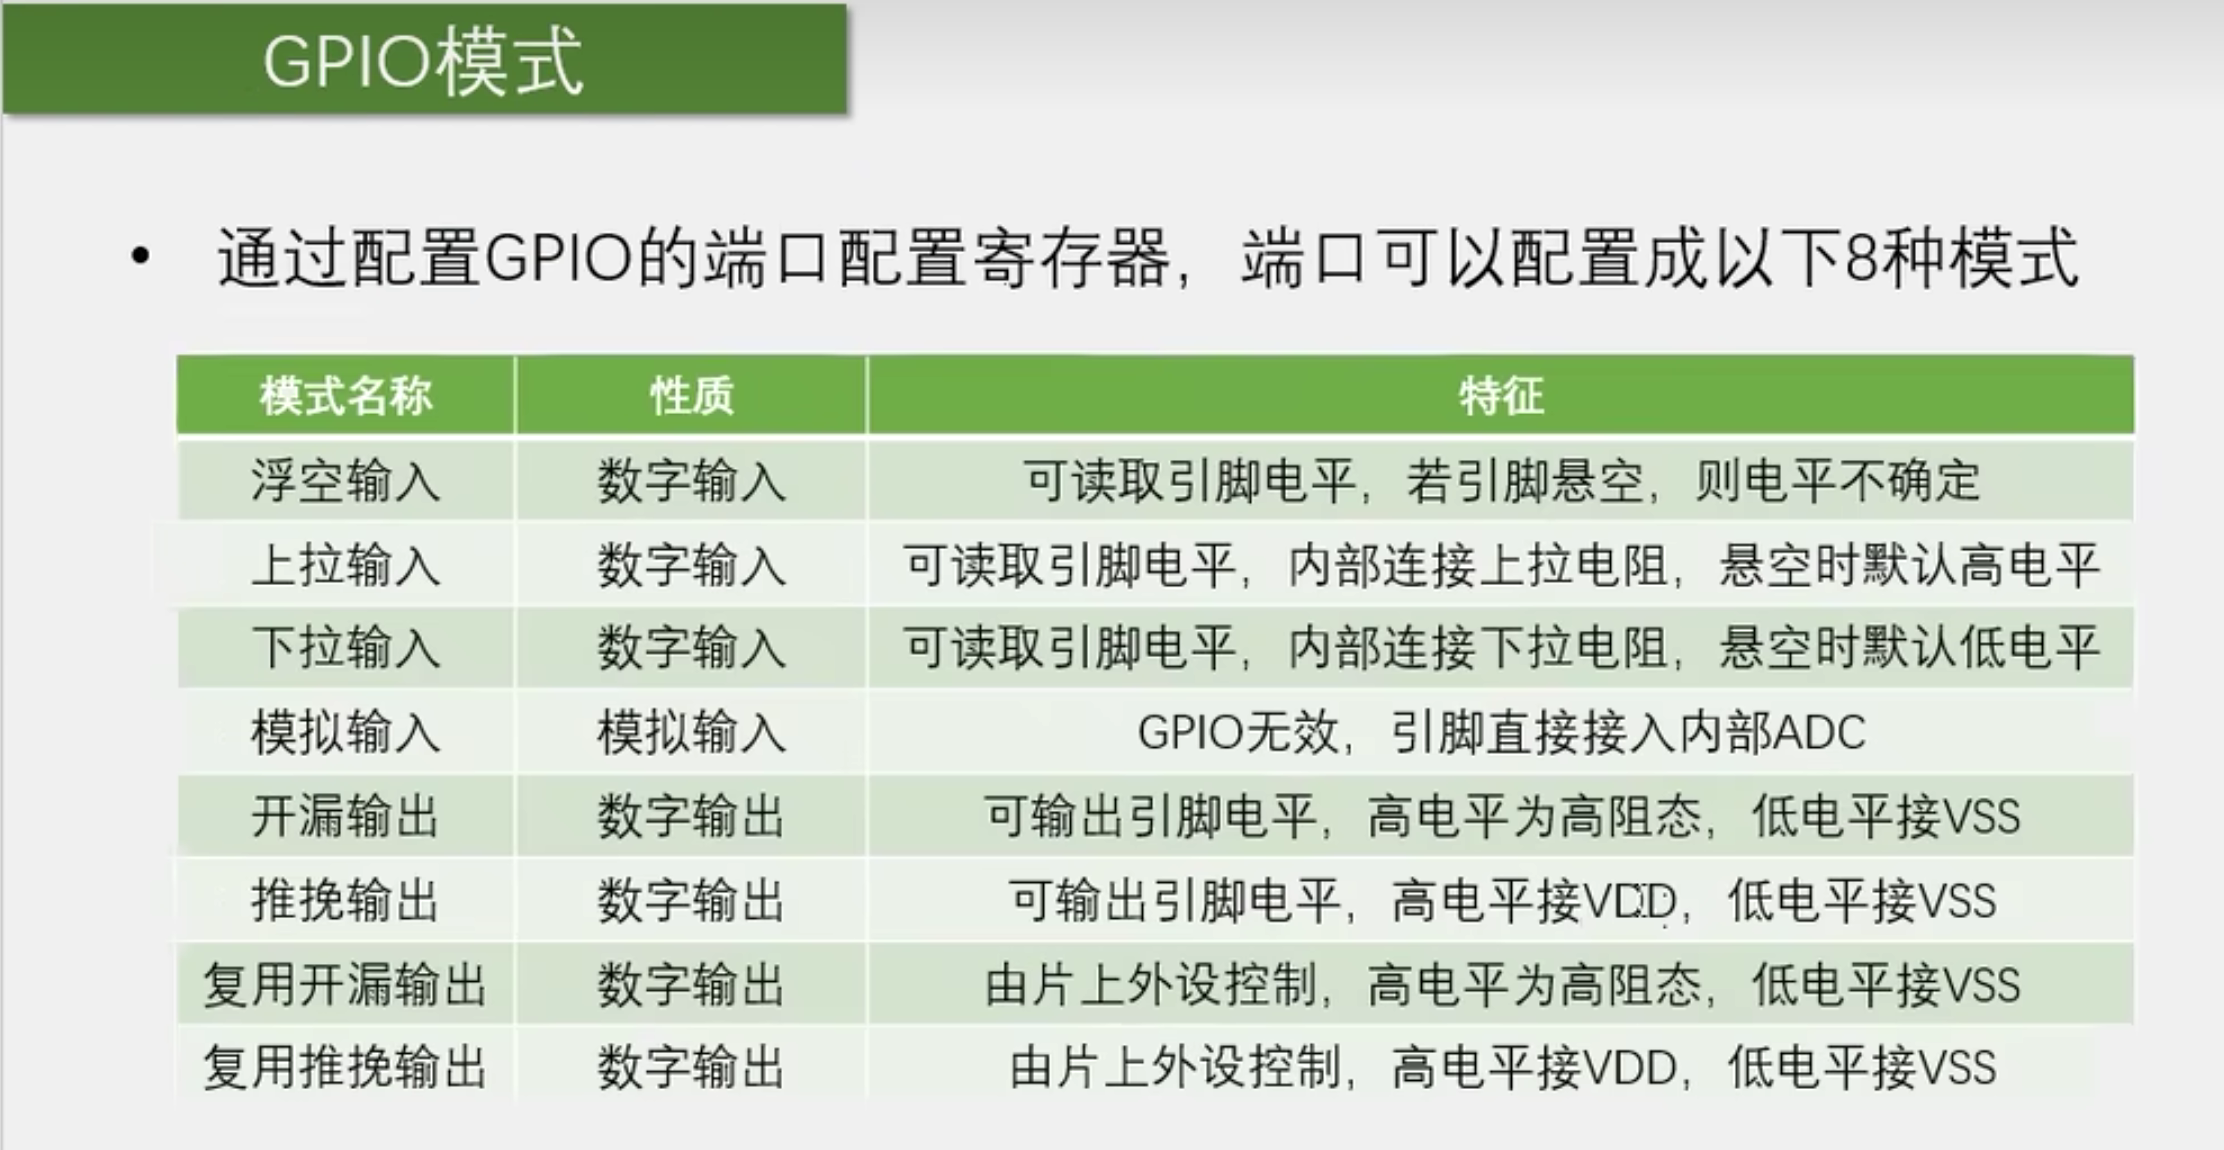 GPIO模式
• 通过配置GPIO的端口配置寄存器，端口可以配置成以下8种模式
模式名称 性质 特征
浮空输入 数字输入 可读取引脚电平，若引脚悬空，则电平不确定
上拉输入 数字输入 可读取引脚电平，内部连接上拉电阻，悬空时默认高电平
下拉输入 数字输入 可读取引脚电平，内部连接下拉电阻，悬空时默认低电平
模拟输入 模拟输入 GPIO无效，引脚直接接入内部ADC
开漏输出 数字输出 可输出引脚电平，高电平为高阻态，低电平接VSS
推挽输出 数字输出 可输出引脚电平，高电平接VDD，低电平接VSS
复用开漏输出 数字输出 由片上外设控制，高电平为高阻态，低电平接VSS
复用推挽输出 数字输出 由片上外设控制，高电平接VDD，低电平接VSS